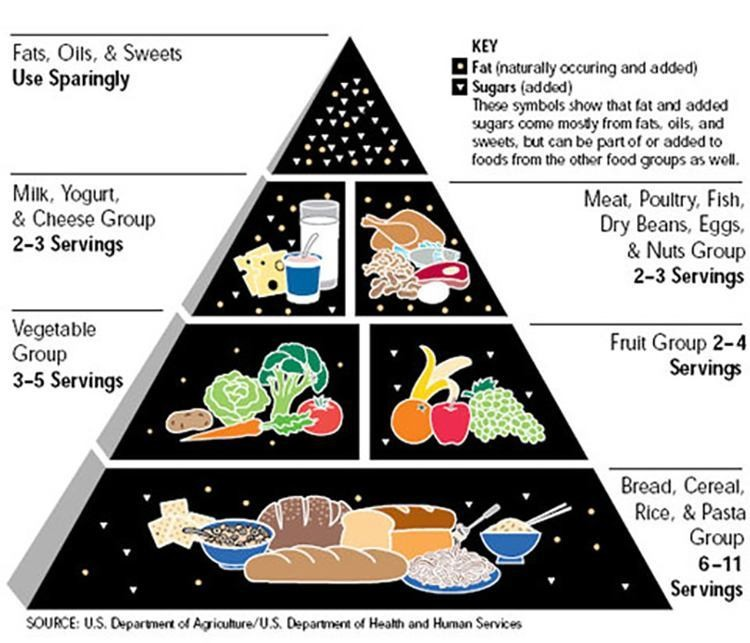 Fats, Oils, & Sweets
Use Sparingly
KEY
Fat (naturally occuring and added)
Sugars (added)
These symbols show that fat and added
sugars come mostly from fats, oils, and
sweets, but can be part of or added to
foods from the other food groups as well.
Milk, Yogurt,
& Cheese Group
2–3 Servings
Meat, Poultry, Fish,
Dry Beans, Eggs,
& Nuts Group
2–3 Servings
Vegetable
Group
3–5 Servings
Fruit Group 2–4
Servings
Bread, Cereal,
Rice, & Pasta
Group
6–11
Servings
SOURCE: U.S. Department of Agriculture/U.S. Department of Health and Human Services